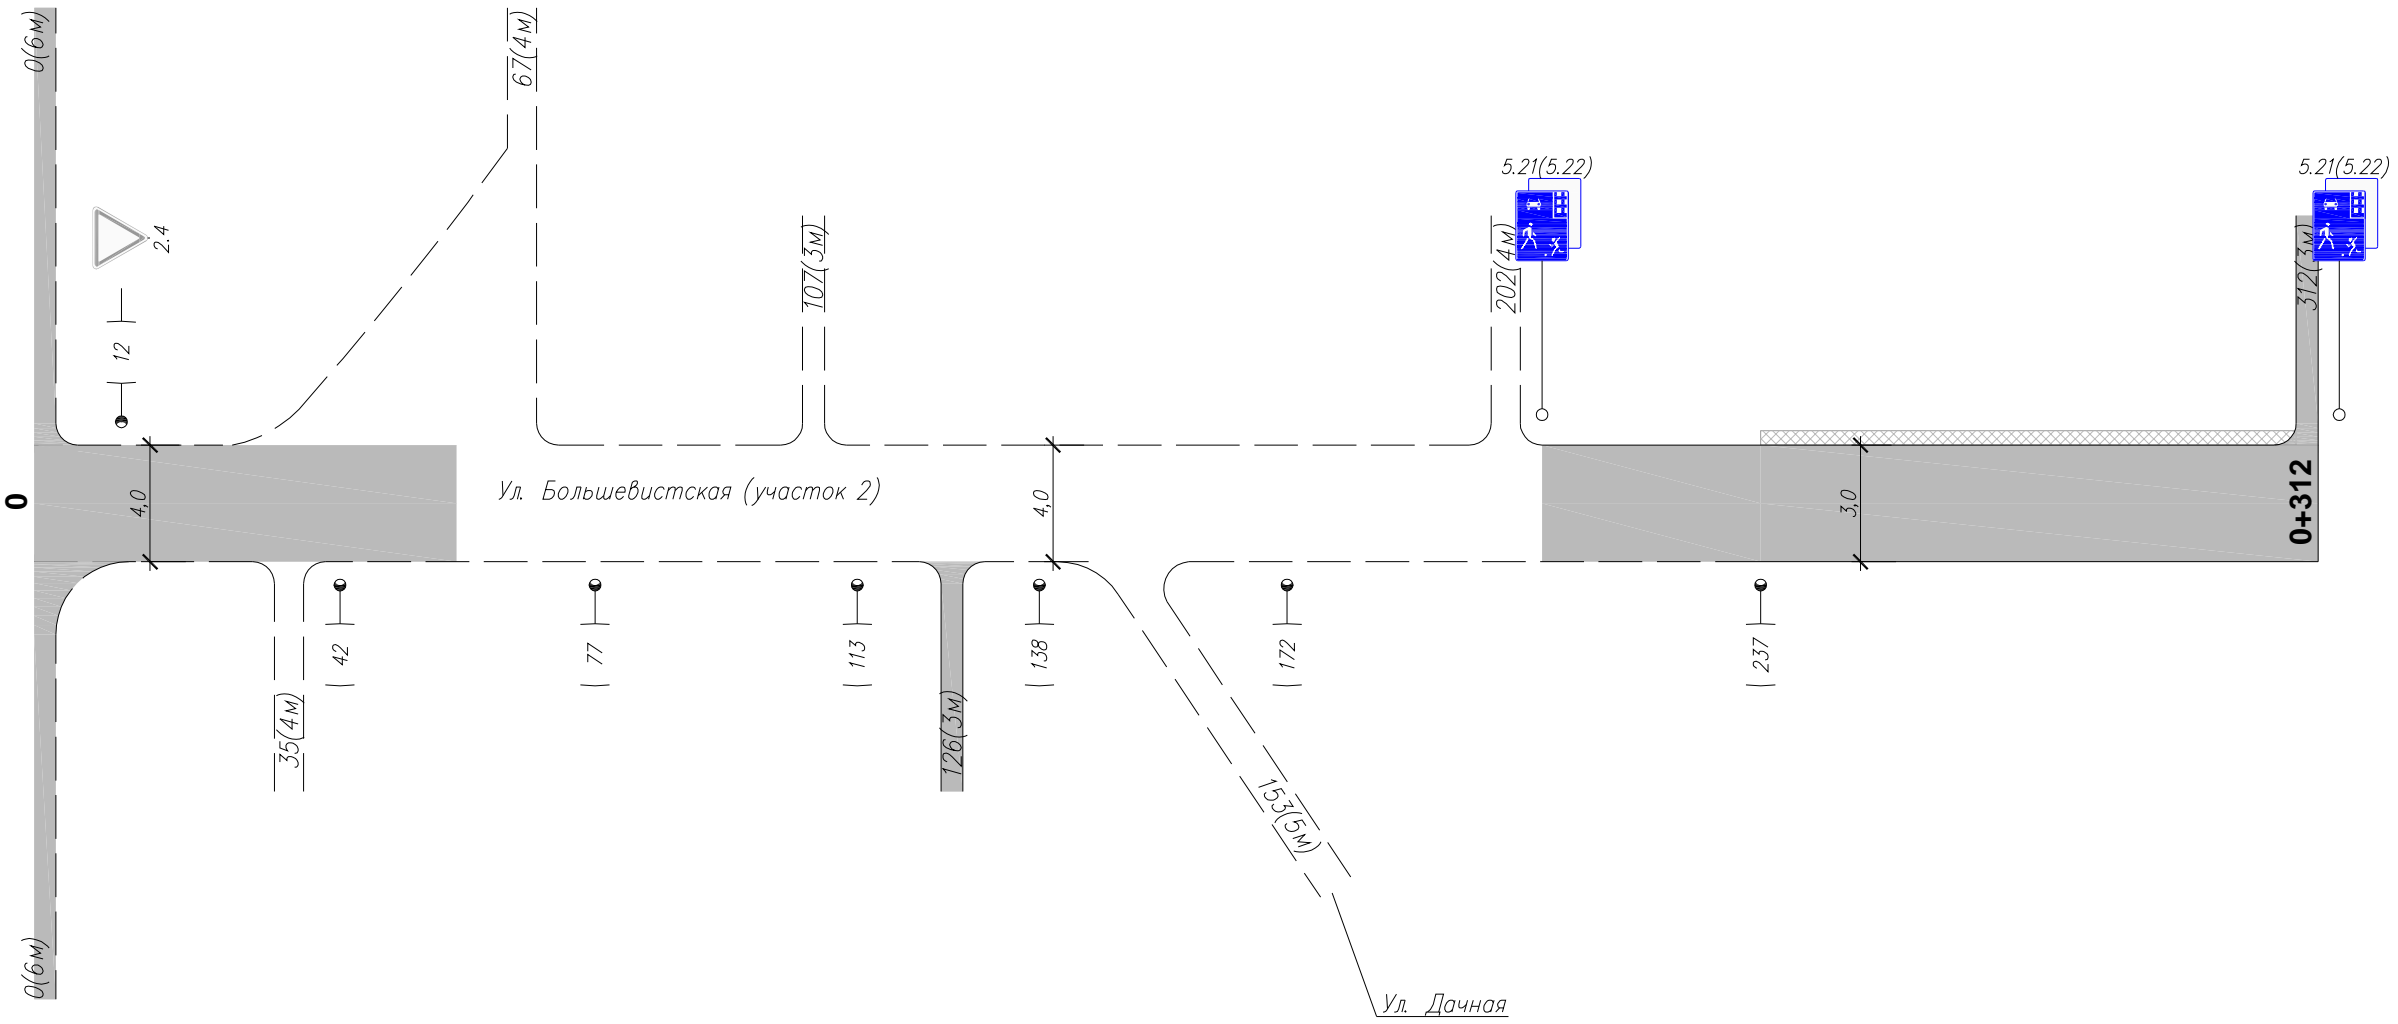 0(6м)
67(4м)
5.21(5.22)
5.21(5.22)
2.4
107(3м)
202(4м)
312(3м)
12
0
4,0
Ул. Большевистская (участок 2)
4,0
3,0
0+312
42
77
113
138
172
237
35(4м)
126(3м)
153(5м)
0(6м)
Ул. Дачная